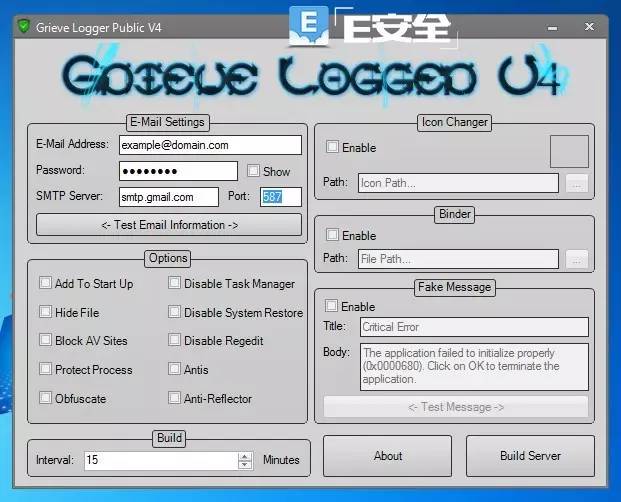 Grieve Logger Public V4
E
E安全
Grieve Logger V4
E-Mail Settings
E-Mail Address:
example@domain.com
Password:
●●●●●●●●
Show
SMTP Server:
smtp.gmail.com
Port:
587
<- Test Email Information ->
Options
Add To Start Up
Disable Task Manager
Hide File
Disable System Restore
Block AV Sites
Disable Regedit
Protect Process
Antis
Obfuscate
Anti-Reflector
Build
Interval:
15
Minutes
Icon Changer
Enable
Path:
Icon Path...
...
Binder
Enable
Path:
File Path...
...
Fake Message
Enable
Title:
Critical Error
Body:
The application failed to initialize properly
(0x0000680). Click on OK to terminate the
application.
<- Test Message ->
About
Build Server